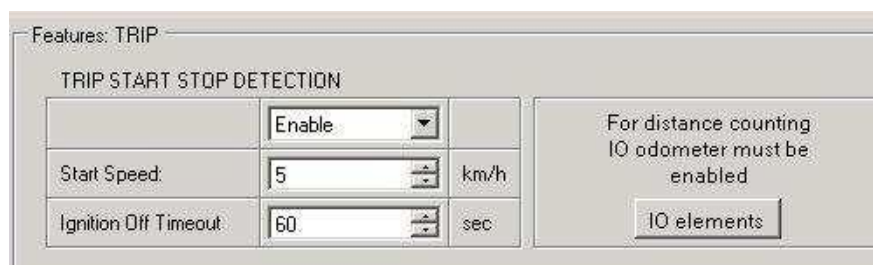 Features: TRIP
TRIP START STOP DETECTION
Enable
Start Speed: 5 km/h
Ignition Off Timeout 60 sec
For distance counting
IO odometer must be
enabled
IO elements